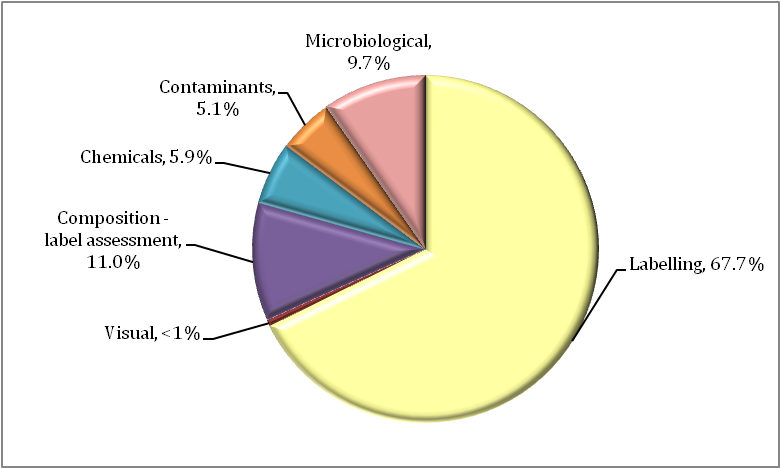 Microbiological,
9.7%
Contaminants,
5.1%
Chemicals, 5.9%
Composition -
label assessment,
11.0%
Labelling, 67.7%
Visual, <1%